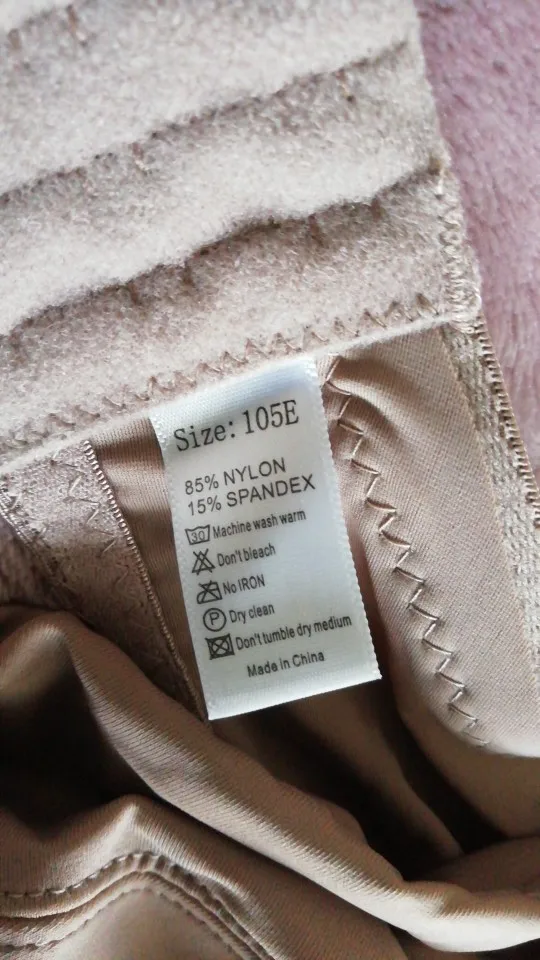 Size: 105E
85% NYLON
15% SPANDEX
30 Machine wash warm
Don't bleach
No IRON
P Dry clean
Don't tumble dry medium
Made in China